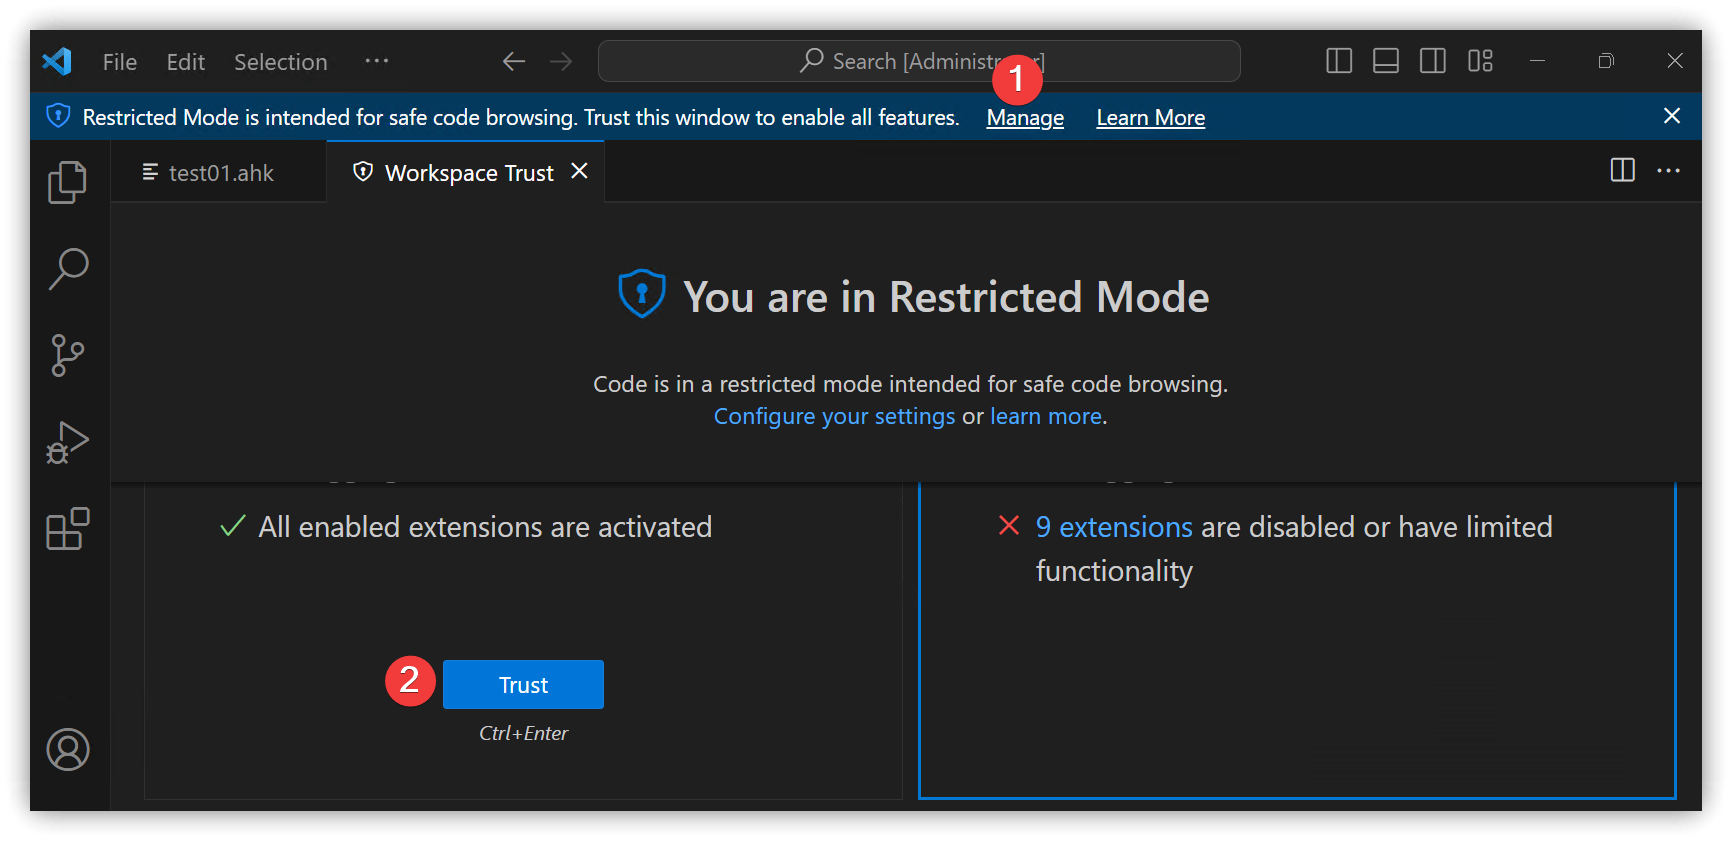 File Edit Selection ··· Search [Administr r]
1
Restricted Mode is intended for safe code browsing. Trust this window to enable all features. Manage Learn More
test01.ahk Workspace Trust
You are in Restricted Mode
Code is in a restricted mode intended for safe code browsing.
Configure your settings or learn more.
All enabled extensions are activated
9 extensions are disabled or have limited
functionality
2 Trust
Ctrl+Enter